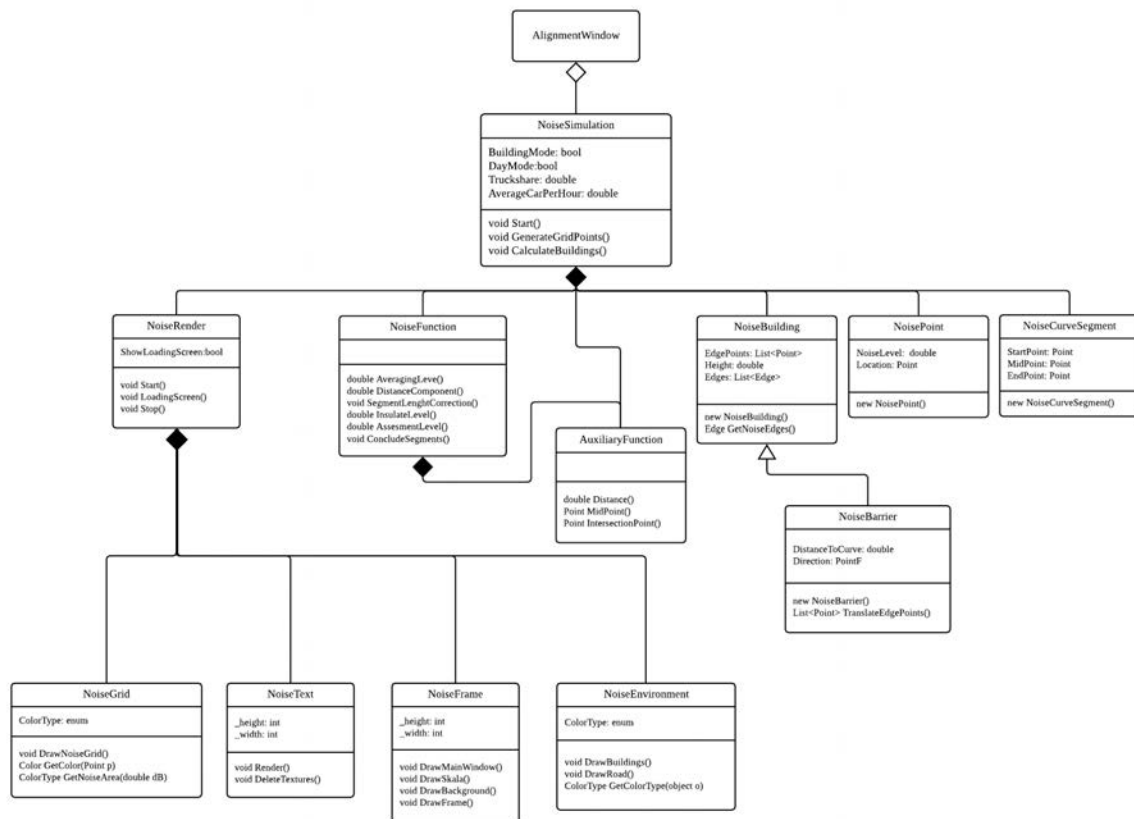 AlignmentWindow
NoiseSimulation
BuildingMode: bool
DayMode:bool
Truckshare: double
AverageCarPerHour: double
void Start()
void GenerateGridPoints()
void CalculateBuildings()
NoiseRender
ShowLoadingScreen:bool
void Start()
void LoadingScreen()
void Stop()
NoiseFunction
double AveragingLeve()
double DistanceComponent()
void SegmentLenghtCorrection()
double InsulateLevel()
double AssesmentLevel()
void ConcludeSegments()
AuxiliaryFunction
double Distance()
Point MidPoint()
Point IntersectionPoint()
NoiseBuilding
EdgePoints: List<Point>
Height: double
Edges: List<Edge>
new NoiseBuilding()
Edge GetNoiseEdges()
NoisePoint
NoiseLevel: double
Location: Point
new NoisePoint()
NoiseCurveSegment
StartPoint: Point
MidPoint: Point
EndPoint: Point
new NoiseCurveSegment()
NoiseBarrier
DistanceToCurve: double
Direction: PointF
new NoiseBarrier()
List<Point> TranslateEdgePoints()
NoiseGrid
ColorType: enum
void DrawNoiseGrid()
Color GetColor(Point p)
ColorType GetNoiseArea(double dB)
NoiseText
_height: int
_width: int
void Render()
void DeleteTextures()
NoiseFrame
_height: int
_width: int
void DrawMainWindow()
void DrawSkala()
void DrawBackground()
void DrawFrame()
NoiseEnvironment
ColorType: enum
void DrawBuildings()
void DrawRoad()
ColorType GetColorType(object o)